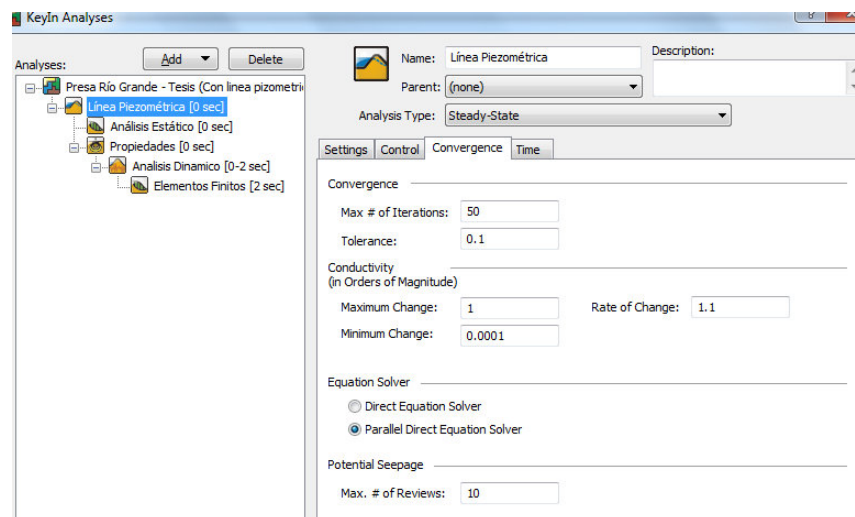 KeyIn Analyses
Analyses:
Add
Delete
Presa Río Grande - Tesis (Con linea pizometri
Línea Piezométrica [0 sec]
Análisis Estático [0 sec]
Propiedades [0 sec]
Analisis Dinamico [0-2 sec]
Elementos Finitos [2 sec]
Name: Línea Piezométrica
Description:
Parent: (none)
Analysis Type: Steady-State
Settings Control Convergence Time
Convergence
Max # of Iterations: 50
Tolerance: 0.1
Conductivity
(in Orders of Magnitude)
Maximum Change: 1 Rate of Change: 1.1
Minimum Change: 0.0001
Equation Solver
Direct Equation Solver
Parallel Direct Equation Solver
Potential Seepage
Max. # of Reviews: 10